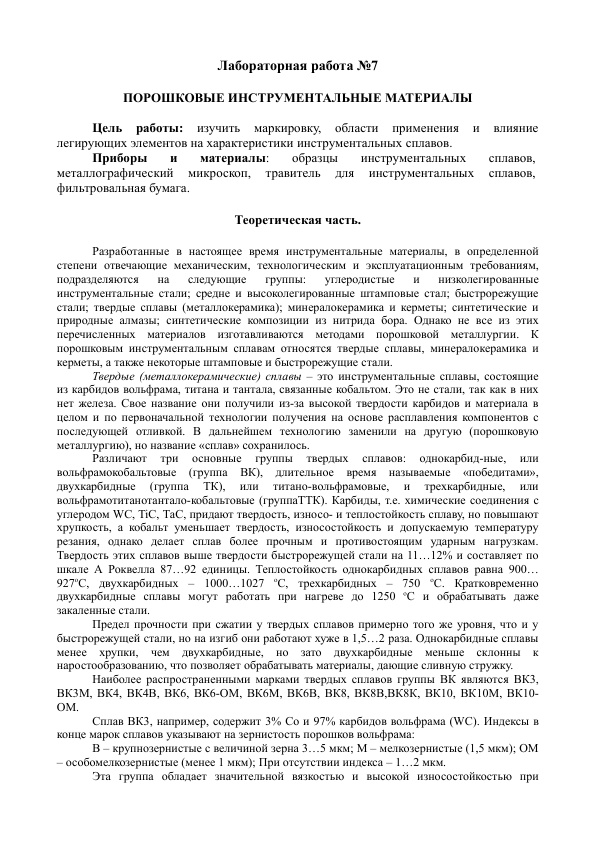 Лабораторная работа №7
ПОРОШКОВЫЕ ИНСТРУМЕНТАЛЬНЫЕ МАТЕРИАЛЫ
Цель работы: изучить маркировку, области применения и влияние
легирующих элементов на характеристики инструментальных сплавов.
Приборы и материалы: образцы инструментальных сплавов,
металлографический микроскоп, травитель для инструментальных сплавов,
фильтровальная бумага.
Теоретическая часть.
Разработанные в настоящее время инструментальные материалы, в определенной
степени отвечающие механическим, технологическим и эксплуатационным требованиям,
подразделяются на следующие группы: углеродистые и низколегированные
инструментальные стали; средне и высоколегированные штамповые стал; быстрорежущие
стали; твердые сплавы (металлокерамика); минералокерамика и керметы; синтетические и
природные алмазы; синтетические композиции из нитрида бора. Однако не все из этих
перечисленных материалов изготавливаются методами порошковой металлургии. К
порошковым инструментальным сплавам относятся твердые сплавы, минералокерамика и
керметы, а также некоторые штамповые и быстрорежущие стали.
Твердые (металлокерамические) сплавы – это инструментальные сплавы, состоящие
из карбидов вольфрама, титана и тантала, связанные кобальтом. Это не стали, так как в них
нет железа. Свое название они получили из-за высокой твердости карбидов и материала в
целом и по первоначальной технологии получения на основе расплавления компонентов с
последующей отливкой. В дальнейшем технологию заменили на другую (порошковую
металлургию), но название «сплав» сохранилось.
Различают три основные группы твердых сплавов: однокарбид-ные, или
вольфрамокобальтовые (группа ВК), длительное время называемые «победитами»,
двухкарбидные (группа ТК), или титано-вольфрамовые, и трехкарбидные, или
вольфрамотитанотантало-кобальтовые (группаТТК). Карбиды, т.е. химические соединения с
углеродом WC, TiC, TaC, придают твердость, износо- и теплостойкость сплаву, но повышают
хрупкость, а кобальт уменьшает твердость, износостойкость и допускаемую температуру
резания, однако делает сплав более прочным и противостоящим ударным нагрузкам.
Твердость этих сплавов выше твердости быстрорежущей стали на 11…12% и составляет по
шкале А Роквелла 87…92 единицы. Теплостойкость однокарбидных сплавов равна 900…
927ºС, двухкарбидных – 1000…1027 ºС, трехкарбидных – 750 ºС. Кратковременно
двухкарбидные сплавы могут работать при нагреве до 1250 ºС и обрабатывать даже
закаленные стали.
Предел прочности при сжатии у твердых сплавов примерно того же уровня, что и у
быстрорежущей стали, но на изгиб они работают хуже в 1,5…2 раза. Однокарбидные сплавы
менее хрупки, чем двухкарбидные, но зато двухкарбидные меньше склонны к
наростообразованию, что позволяет обрабатывать материалы, дающие сливную стружку.
Наиболее распространенными марками твердых сплавов группы ВК являются ВК3,
ВК3М, ВК4, ВК4В, ВК6, ВК6-ОМ, ВК6М, ВК6В, ВК8, ВК8В,ВК8К, ВК10, ВК10М, ВК10-
ОМ.
Сплав ВК3, например, содержит 3% Со и 97% карбидов вольфрама (WC). Индексы в
конце марок сплавов указывают на зернистость порошков вольфрама:
В – крупнозернистые с величиной зерна 3…5 мкм; М – мелкозернистые (1,5 мкм); ОМ
– особомелкозернистые (менее 1 мкм); При отсутствии индекса – 1…2 мкм.
Эта группа обладает значительной вязкостью и высокой износостойкостью при